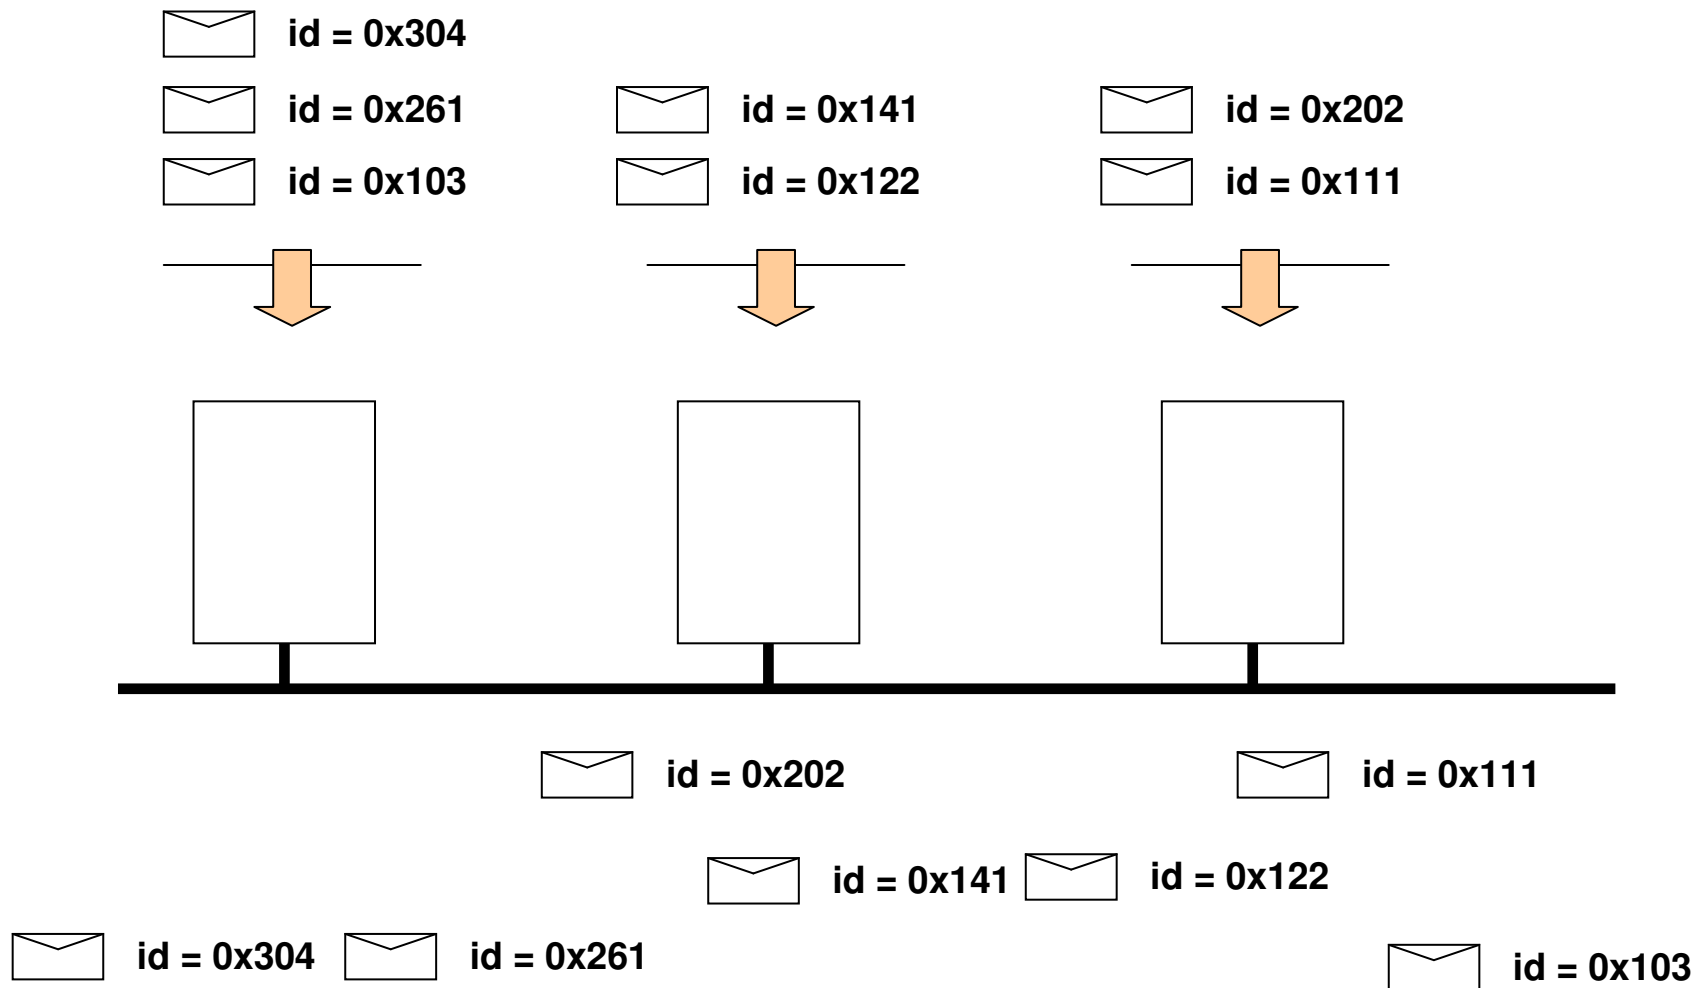 id = 0x304
id = 0x261
id = 0x141
id = 0x202
id = 0x103
id = 0x122
id = 0x111
id = 0x202
id = 0x111
id = 0x141
id = 0x122
id = 0x304
id = 0x261
id = 0x103